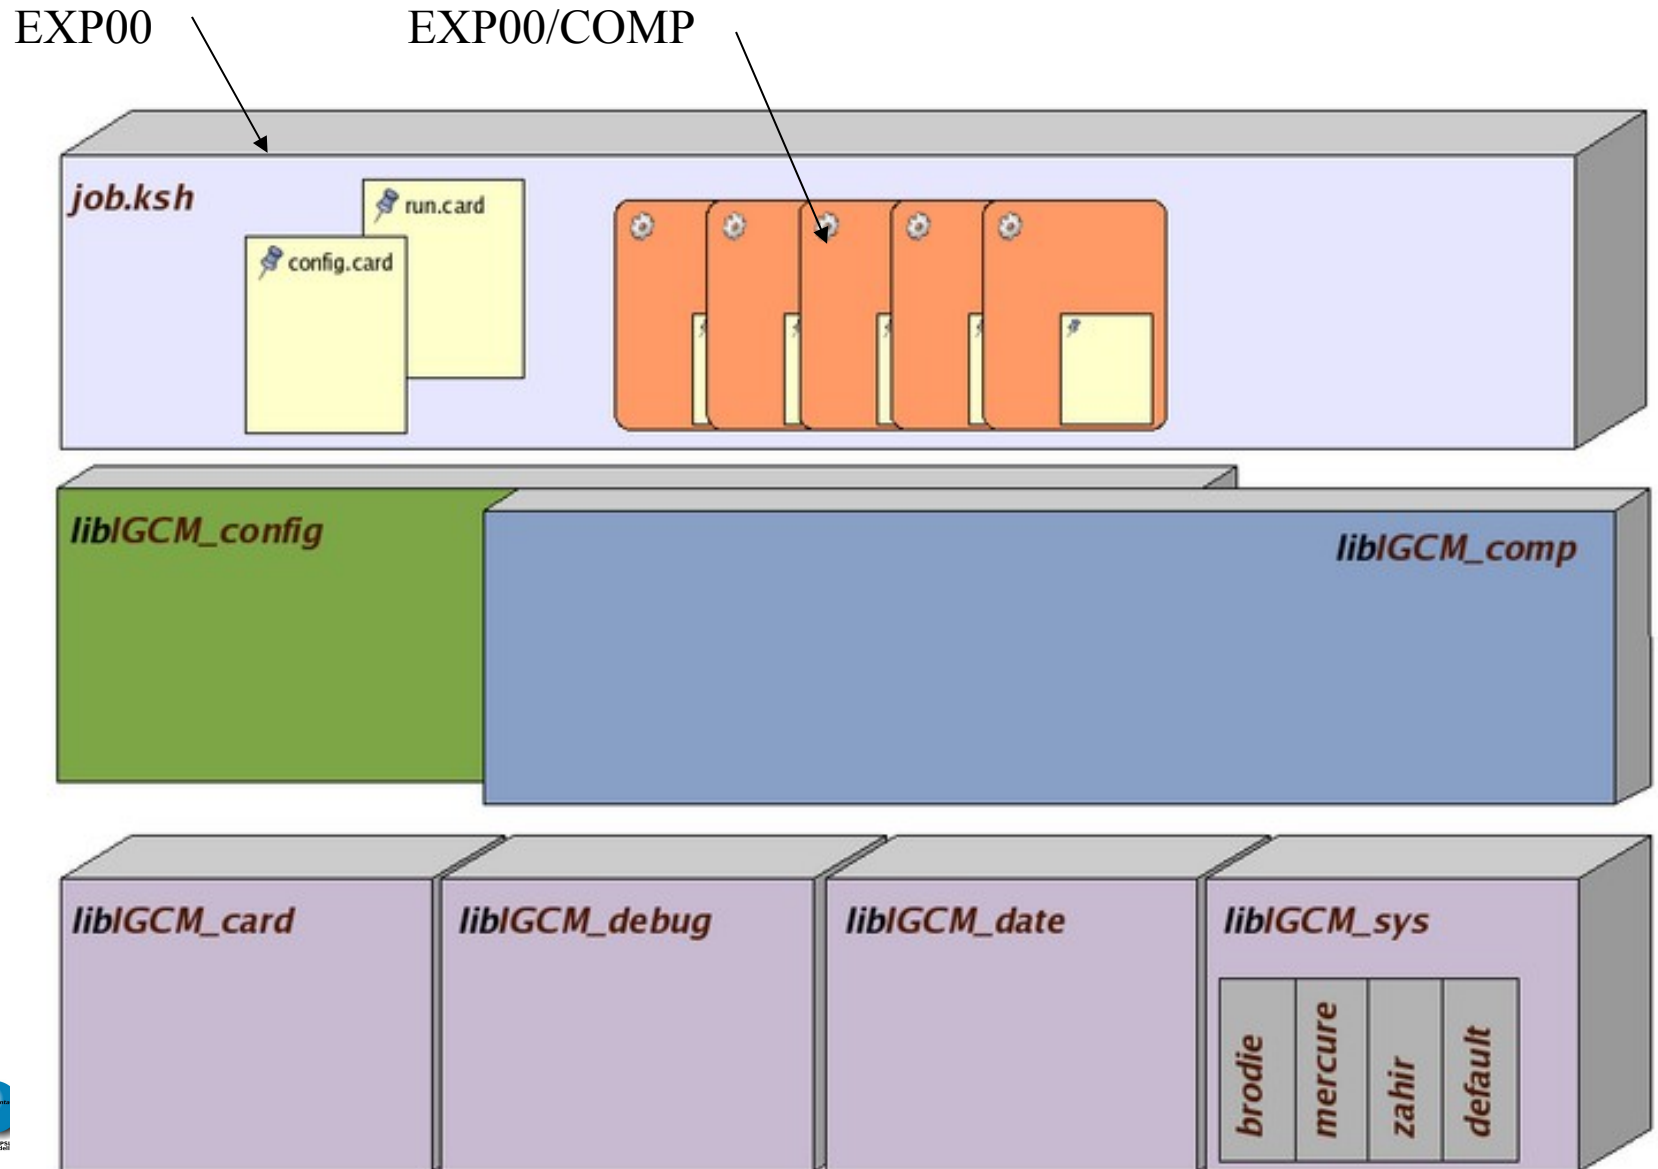 EXP00
EXP00/COMP
job.ksh
run.card
config.card
libIGCM_config
libIGCM_comp
libIGCM_card
libIGCM_debug
libIGCM_date
libIGCM_sys
brodie
mercure
zahir
default